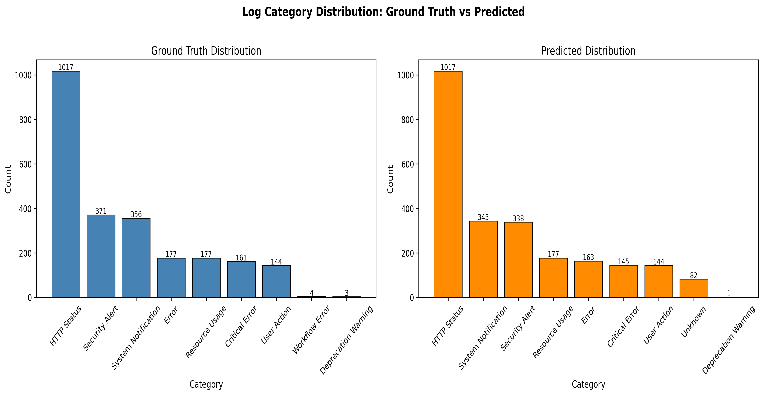 Log Category Distribution: Ground Truth vs Predicted
Ground Truth Distribution
Count
1000
800
600
400
200
0
1017
371
356
177
177
161
144
4
3
HTTP Status
Security Alert
System Notification
Error
Resource Usage
Critical Error
User Action
Workflow Error
Deprecation Warning
Category
Predicted Distribution
Count
1000
800
600
400
200
0
1017
343
338
177
163
145
144
82
1
HTTP Status
System Notification
Security Alert
Resource Usage
Error
Critical Error
User Action
Unknown
Deprecation Warning
Category